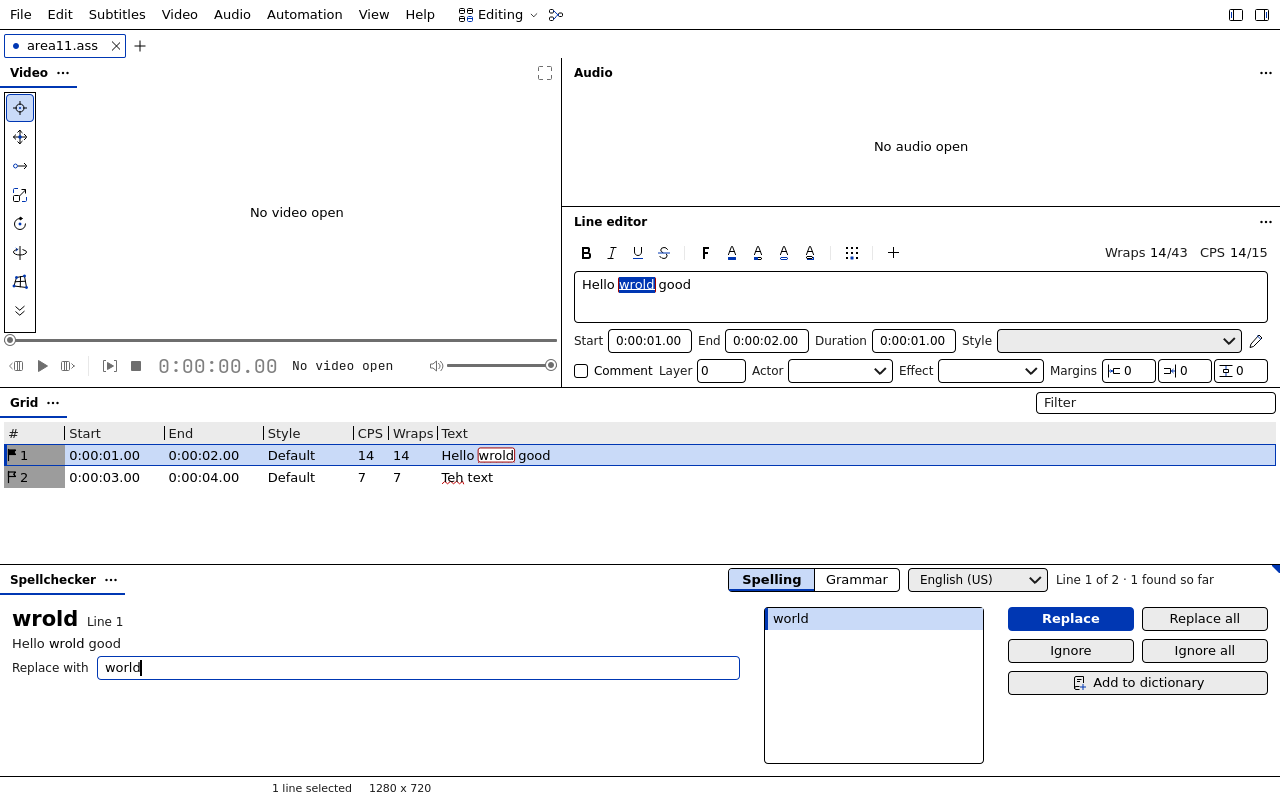 File Edit Subtitles Video Audio Automation View Help Editing
area11.ass
Video ···
Audio ···
No video open
No audio open
Line editor ···
B I U S F A A A A Wraps 14/43 CPS 14/15
Hello wrold good
Start 0:00:01.00 End 0:00:02.00 Duration 0:00:01.00 Style
0:00:00.00 No video open
Comment Layer 0 Actor Effect Margins 0 0 0
Grid ··· Filter
# Start End Style CPS Wraps Text
1 0:00:01.00 0:00:02.00 Default 14 14 Hello wrold good
2 0:00:03.00 0:00:04.00 Default 7 7 Teh text
Spellchecker ··· Spelling Grammar English (US) Line 1 of 2 · 1 found so far
wrold Line 1
Hello wrold good
Replace with world
world
Replace Replace all
Ignore Ignore all
Add to dictionary
1 line selected 1280 x 720